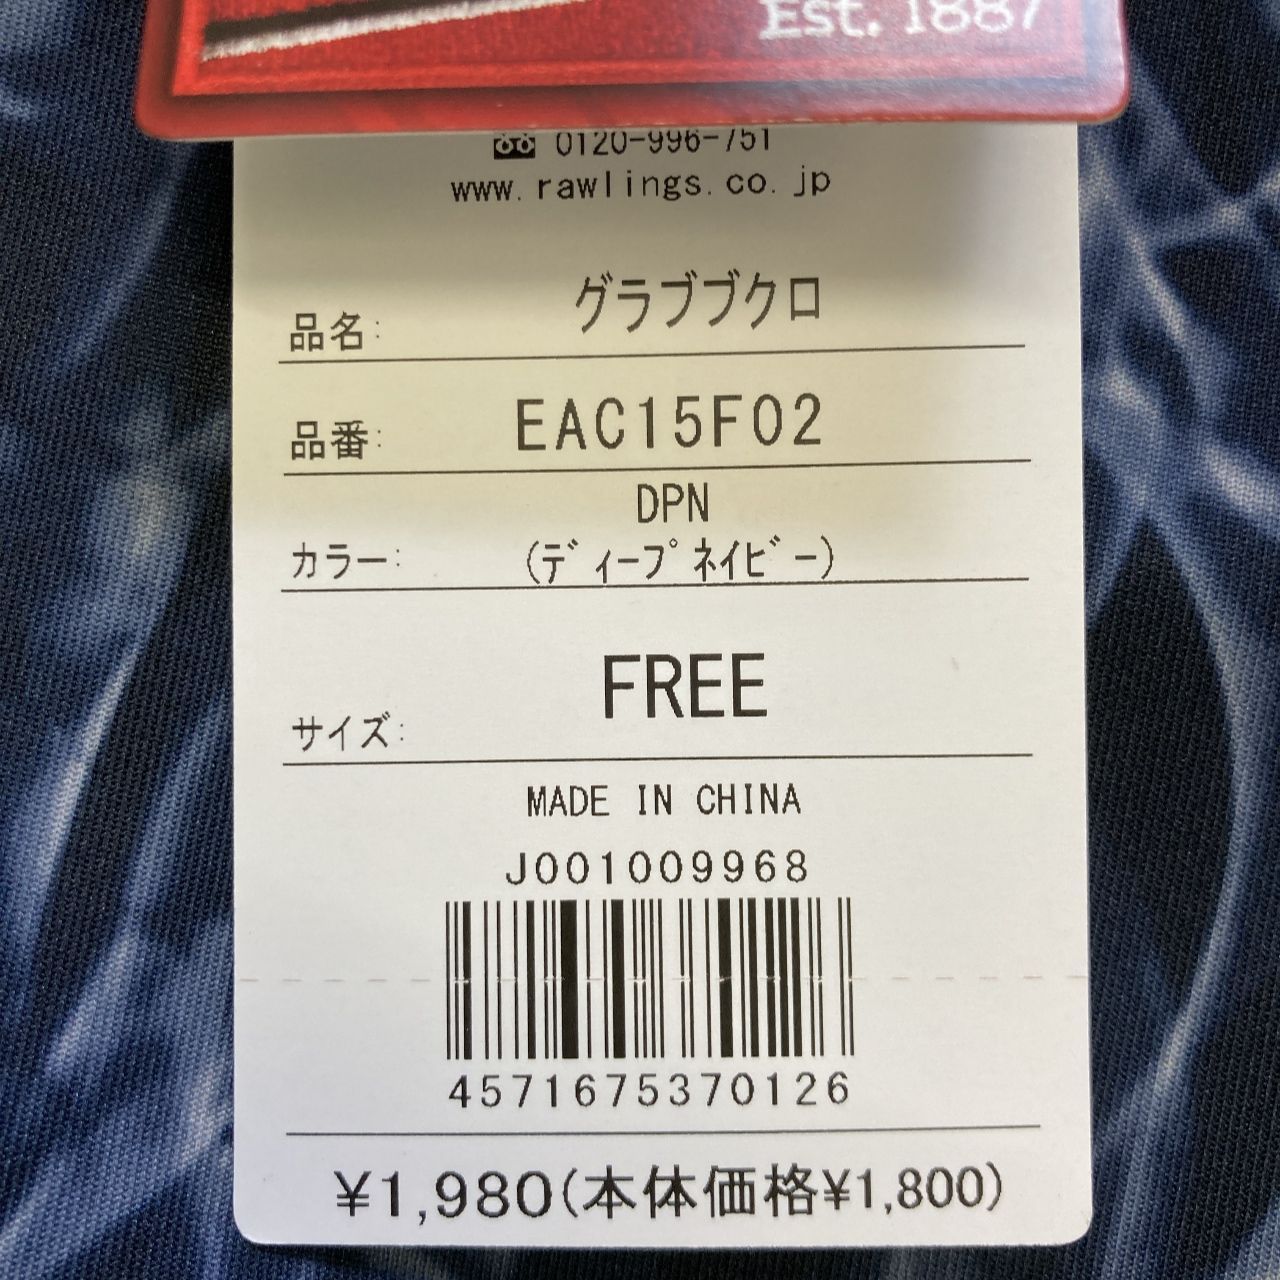 Est. 1887
0120-996-751
www.rawlings.co.jp
品名: グラブブクロ
品番: EAC15F02
DPN
カラー: (ディープネイビー)
サイズ: FREE
MADE IN CHINA
J001009968
4571675370126
¥1,980(本体価格¥1,800)